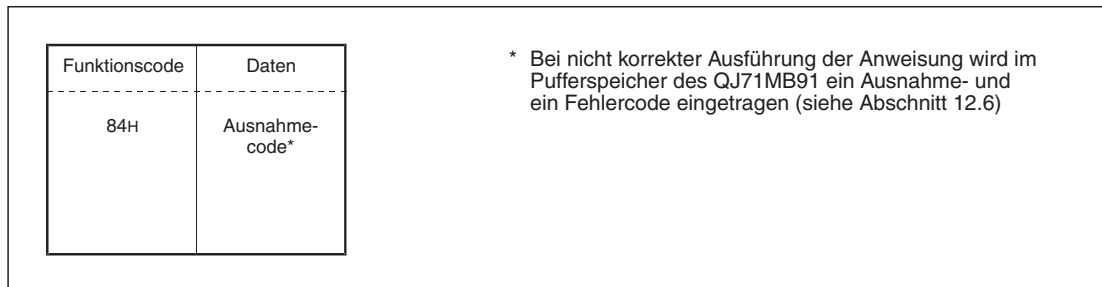 Funktionscode Daten
84H Ausnahme-
code*
* Bei nicht korrekter Ausführung der Anweisung wird im
Pufferspeicher des QJ71MB91 ein Ausnahme- und
ein Fehlercode eingetragen (siehe Abschnitt 12.6)